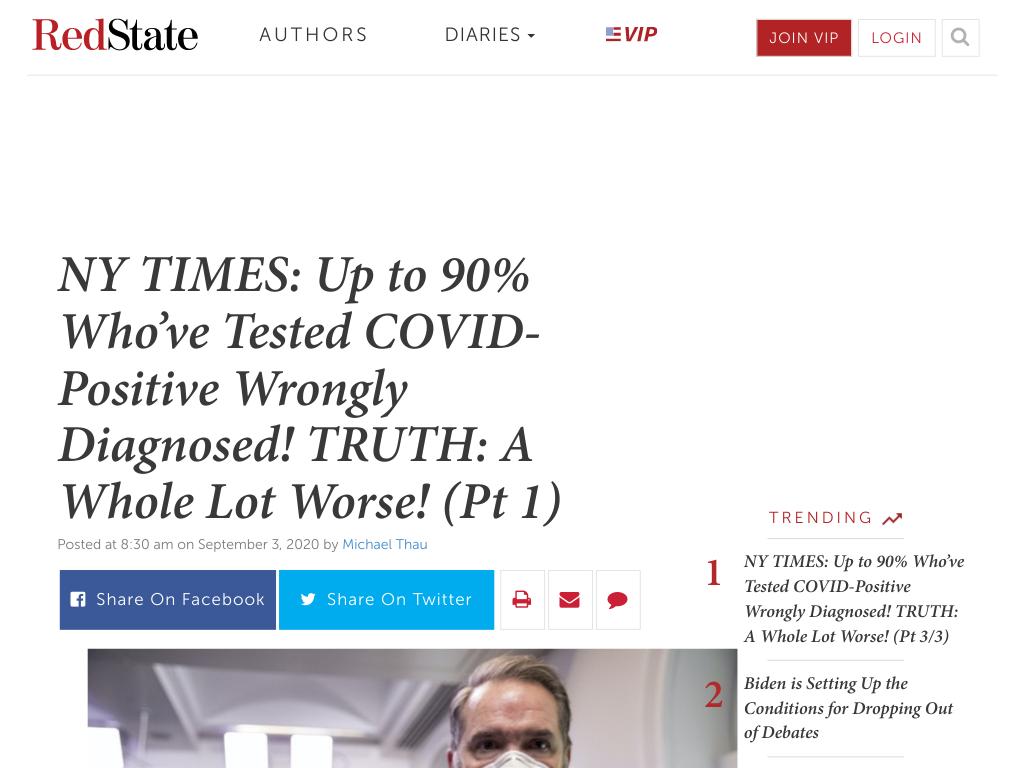 RedState
AUTHORS
DIARIES
VIP
JOIN VIP
LOGIN
NY TIMES: Up to 90%
Who’ve Tested COVID-
Positive Wrongly
Diagnosed! TRUTH: A
Whole Lot Worse! (Pt 1)
Posted at 8:30 am on September 3, 2020 by Michael Thau
Share On Facebook
Share On Twitter
TRENDING
1
NY TIMES: Up to 90% Who’ve
Tested COVID-Positive
Wrongly Diagnosed! TRUTH:
A Whole Lot Worse! (Pt 3/3)
2
Biden is Setting Up the
Conditions for Dropping Out
of Debates